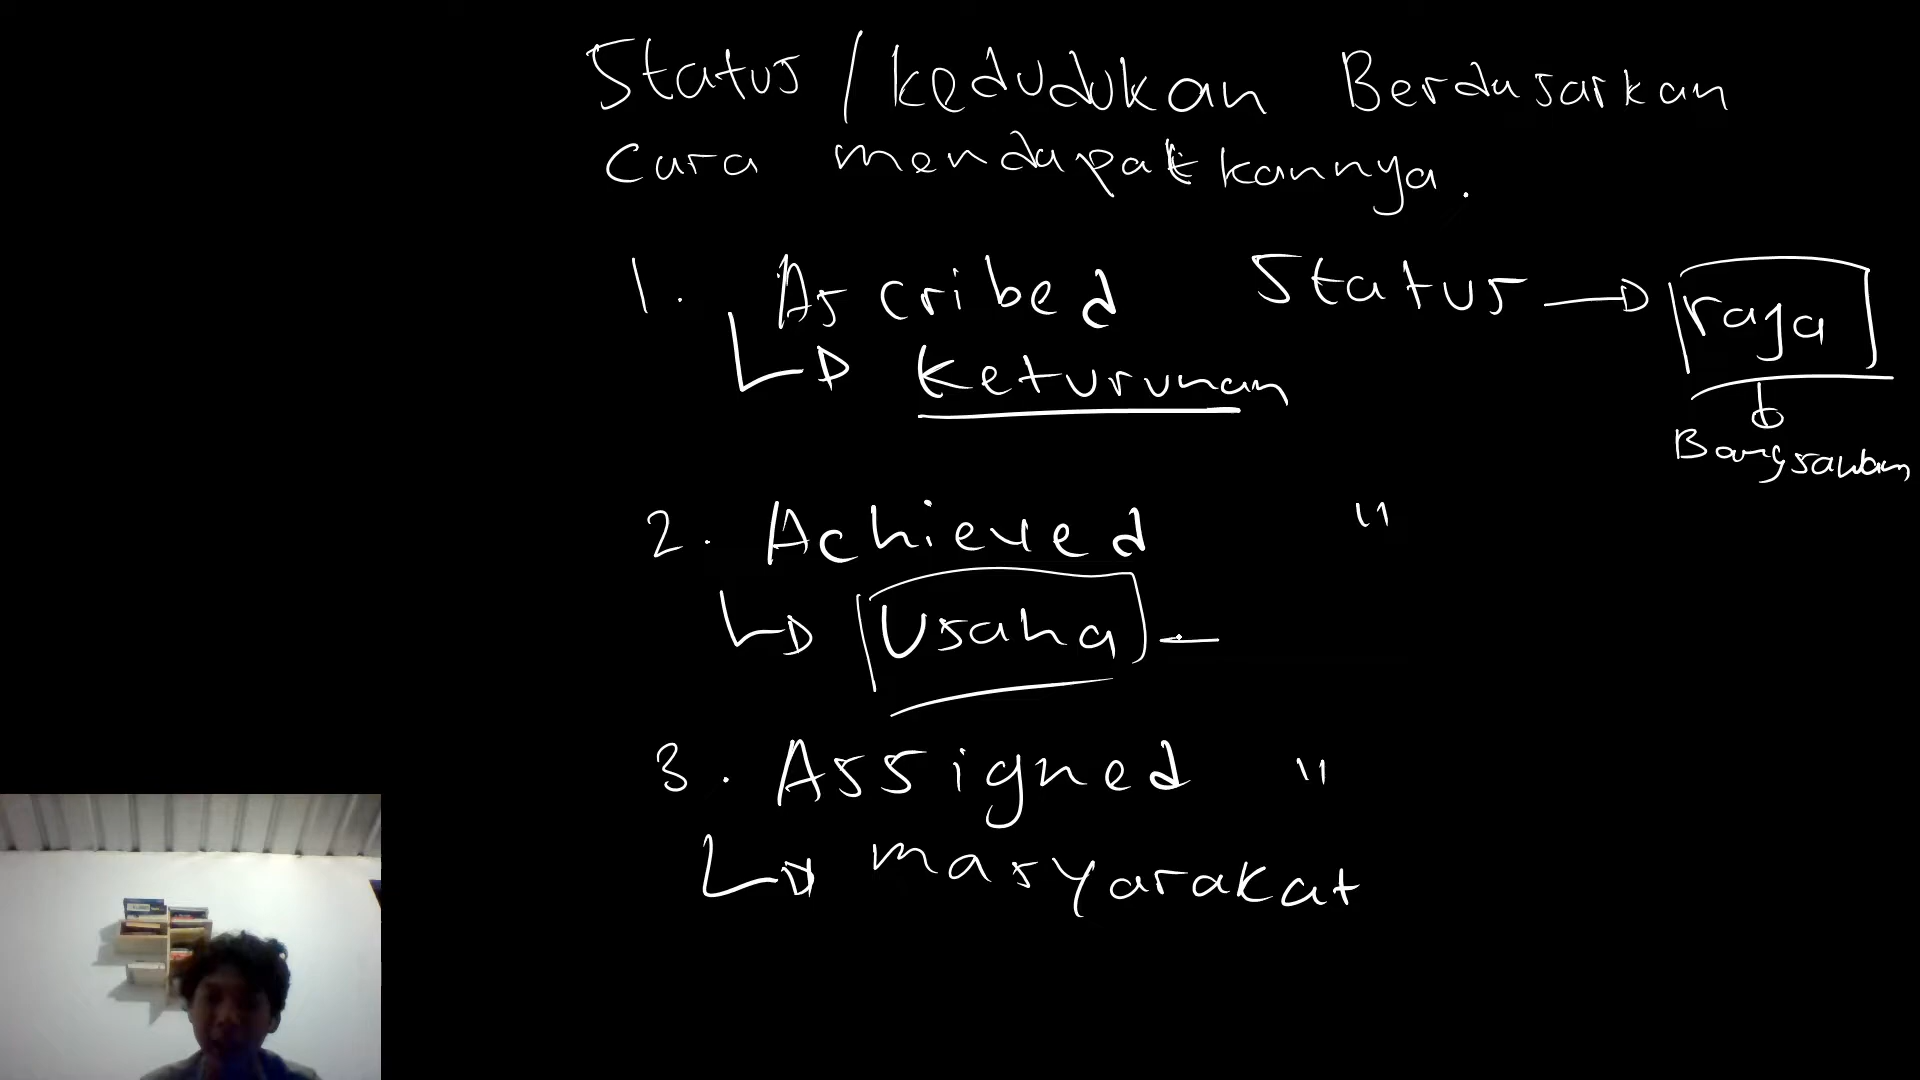 Status / Kedudukan Berdasarkan
cara mendapatkannya.
1. Ascribed Status → raja
↳ Keturunan
Bangsawan
2. Achieved "
↳ Usaha –
3. Assigned "
↳ masyarakat